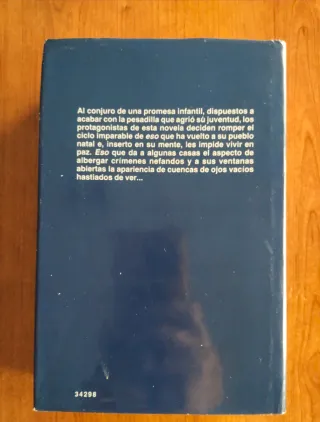 Al conjuro de una promesa infantil, dispuestos a
acabar con la pesadilla que agrió sú juventud, los
protagonistas de esta novela deciden romper el
ciclo imparable de eso que ha vuelto a su pueblo
natal e, inserto en su mente, les impide vivir en
paz. Eso que da a algunas casas el aspecto de
albergar crímenes nefandos y a sus ventanas
abiertas la apariencia de cuencas de ojos vacíos
hastiados de ver...
34298